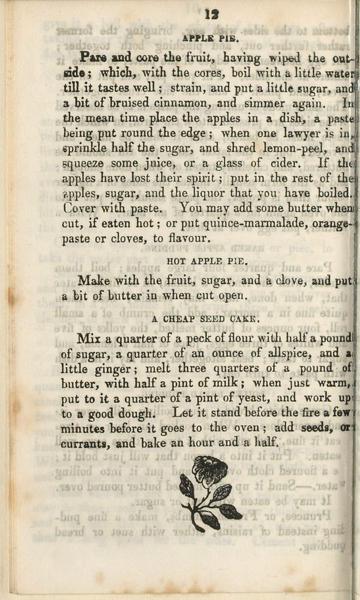 12
APPLE PIE.
Pare and core the fruit, having wiped the out-
side; which, with the cores, boil with a little water
till it tastes well; strain, and put a little sugar, and
a bit of bruised cinnamon, and simmer again. In
the mean time place the apples in a dish, a paste
being put round the edge; when one lawyer is in,
sprinkle half the sugar, and shred lemon-peel, and
squeeze some juice, or a glass of cider. If the
apples have lost their spirit; put in the rest of the
apples, sugar, and the liquor that you have boiled.
Cover with paste. You may add some butter when
cut, if eaten hot; or put quince-marmalade, orange-
paste or cloves, to flavour.
HOT APPLE PIE.
Make with the fruit, sugar, and a clove, and put
a bit of butter in when cut open.
A CHEAP SEED CAKE.
Mix a quarter of a peck of flour with half a pound
of sugar, a quarter of an ounce of allspice, and a
little ginger; melt three quarters of a pound of
butter, with half a pint of milk; when just warm,
put to it a quarter of a pint of yeast, and work up
to a good dough. Let it stand before the fire a few
minutes before it goes to the oven; add seeds, or
currants, and bake an hour and a half.